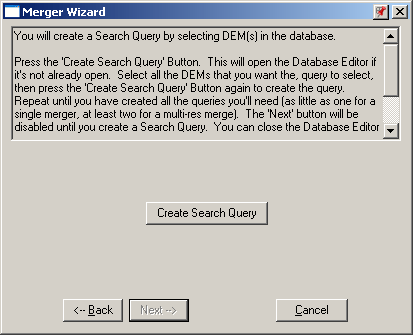 Merger Wizard
You will create a Search Query by selecting DEM(s) in the database.
Press the 'Create Search Query' Button.  This will open the Database Editor if
it's not already open.  Select all the DEMs that you want the, query to select,
then press the 'Create Search Query' Button again to create the query.
Repeat until you have created all the queries you'll need (as little as one for a
single merger, at least two for a multi-res merge).  The 'Next' button will be
disabled until you create a Search Query.  You can close the Database Editor
Create Search Query
<-- Back
Next -->
Cancel